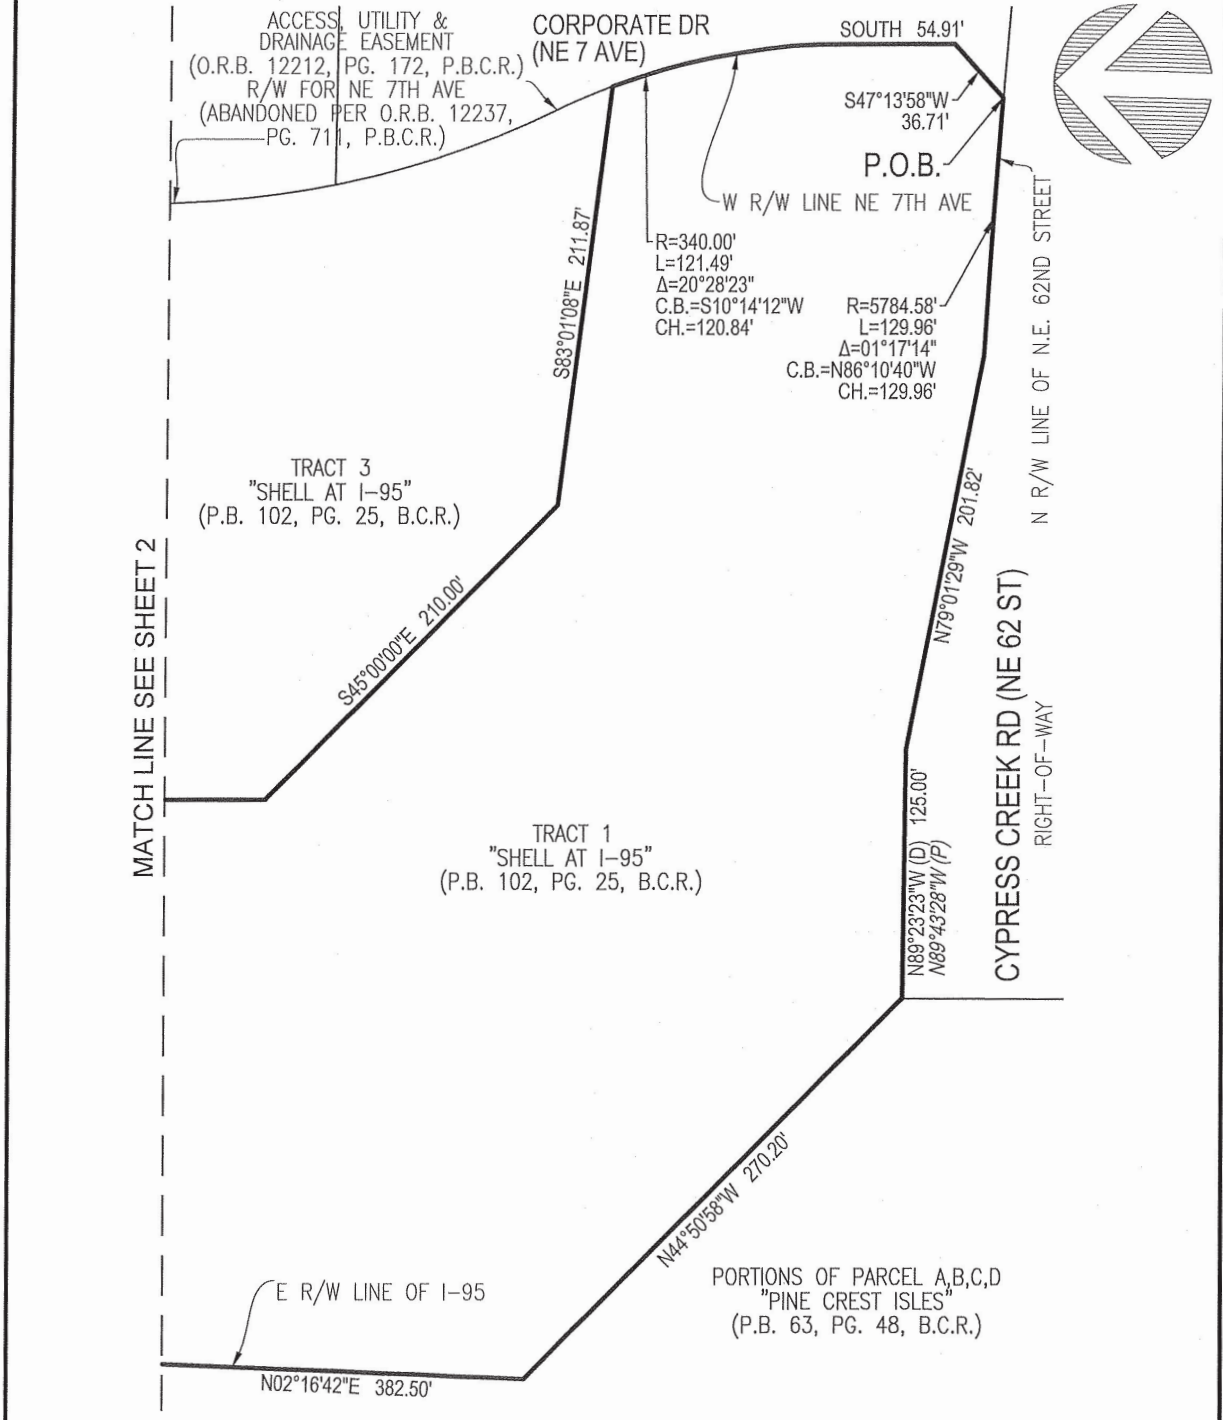 ACCESS, UTILITY &
DRAINAGE EASEMENT
(O.R.B. 12212, PG. 172, P.B.C.R.)
R/W FOR NE 7TH AVE
(ABANDONED PER O.R.B. 12237,
PG. 711, P.B.C.R.)
CORPORATE DR
(NE 7 AVE)
SOUTH 54.91'
S47°13'58"W
36.71'
P.O.B.
W R/W LINE NE 7TH AVE
N R/W LINE OF N.E. 62ND STREET
S83°01'08"E 211.87'
R=340.00'
L=121.49'
Δ=20°28'23"
C.B.=S10°14'12"W
CH.=120.84'
R=5784.58'
L=129.96'
Δ=01°17'14"
C.B.=N86°10'40"W
CH.=129.96'
TRACT 3
"SHELL AT I-95"
(P.B. 102, PG. 25, B.C.R.)
N79°01'29"W 201.82'
S45°00'00"E 210.00'
MATCH LINE SEE SHEET 2
CYPRESS CREEK RD (NE 62 ST)
RIGHT-OF-WAY
TRACT 1
"SHELL AT I-95"
(P.B. 102, PG. 25, B.C.R.)
N89°23'23"W (D) 125.00'
N89°43'28"W (P)
N44°50'58"W 270.20'
E R/W LINE OF I-95
PORTIONS OF PARCEL A,B,C,D
"PINE CREST ISLES"
(P.B. 63, PG. 48, B.C.R.)
N02°16'42"E 382.50'